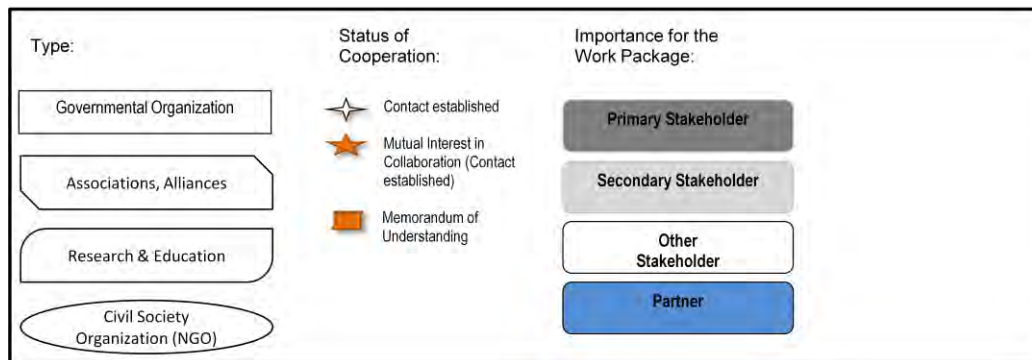 Type:
Governmental Organization
Associations, Alliances
Research & Education
Civil Society
Organization (NGO)
Status of
Cooperation:
Contact established
Mutual Interest in
Collaboration (Contact
established)
Memorandum of
Understanding
Importance for the
Work Package:
Primary Stakeholder
Secondary Stakeholder
Other
Stakeholder
Partner